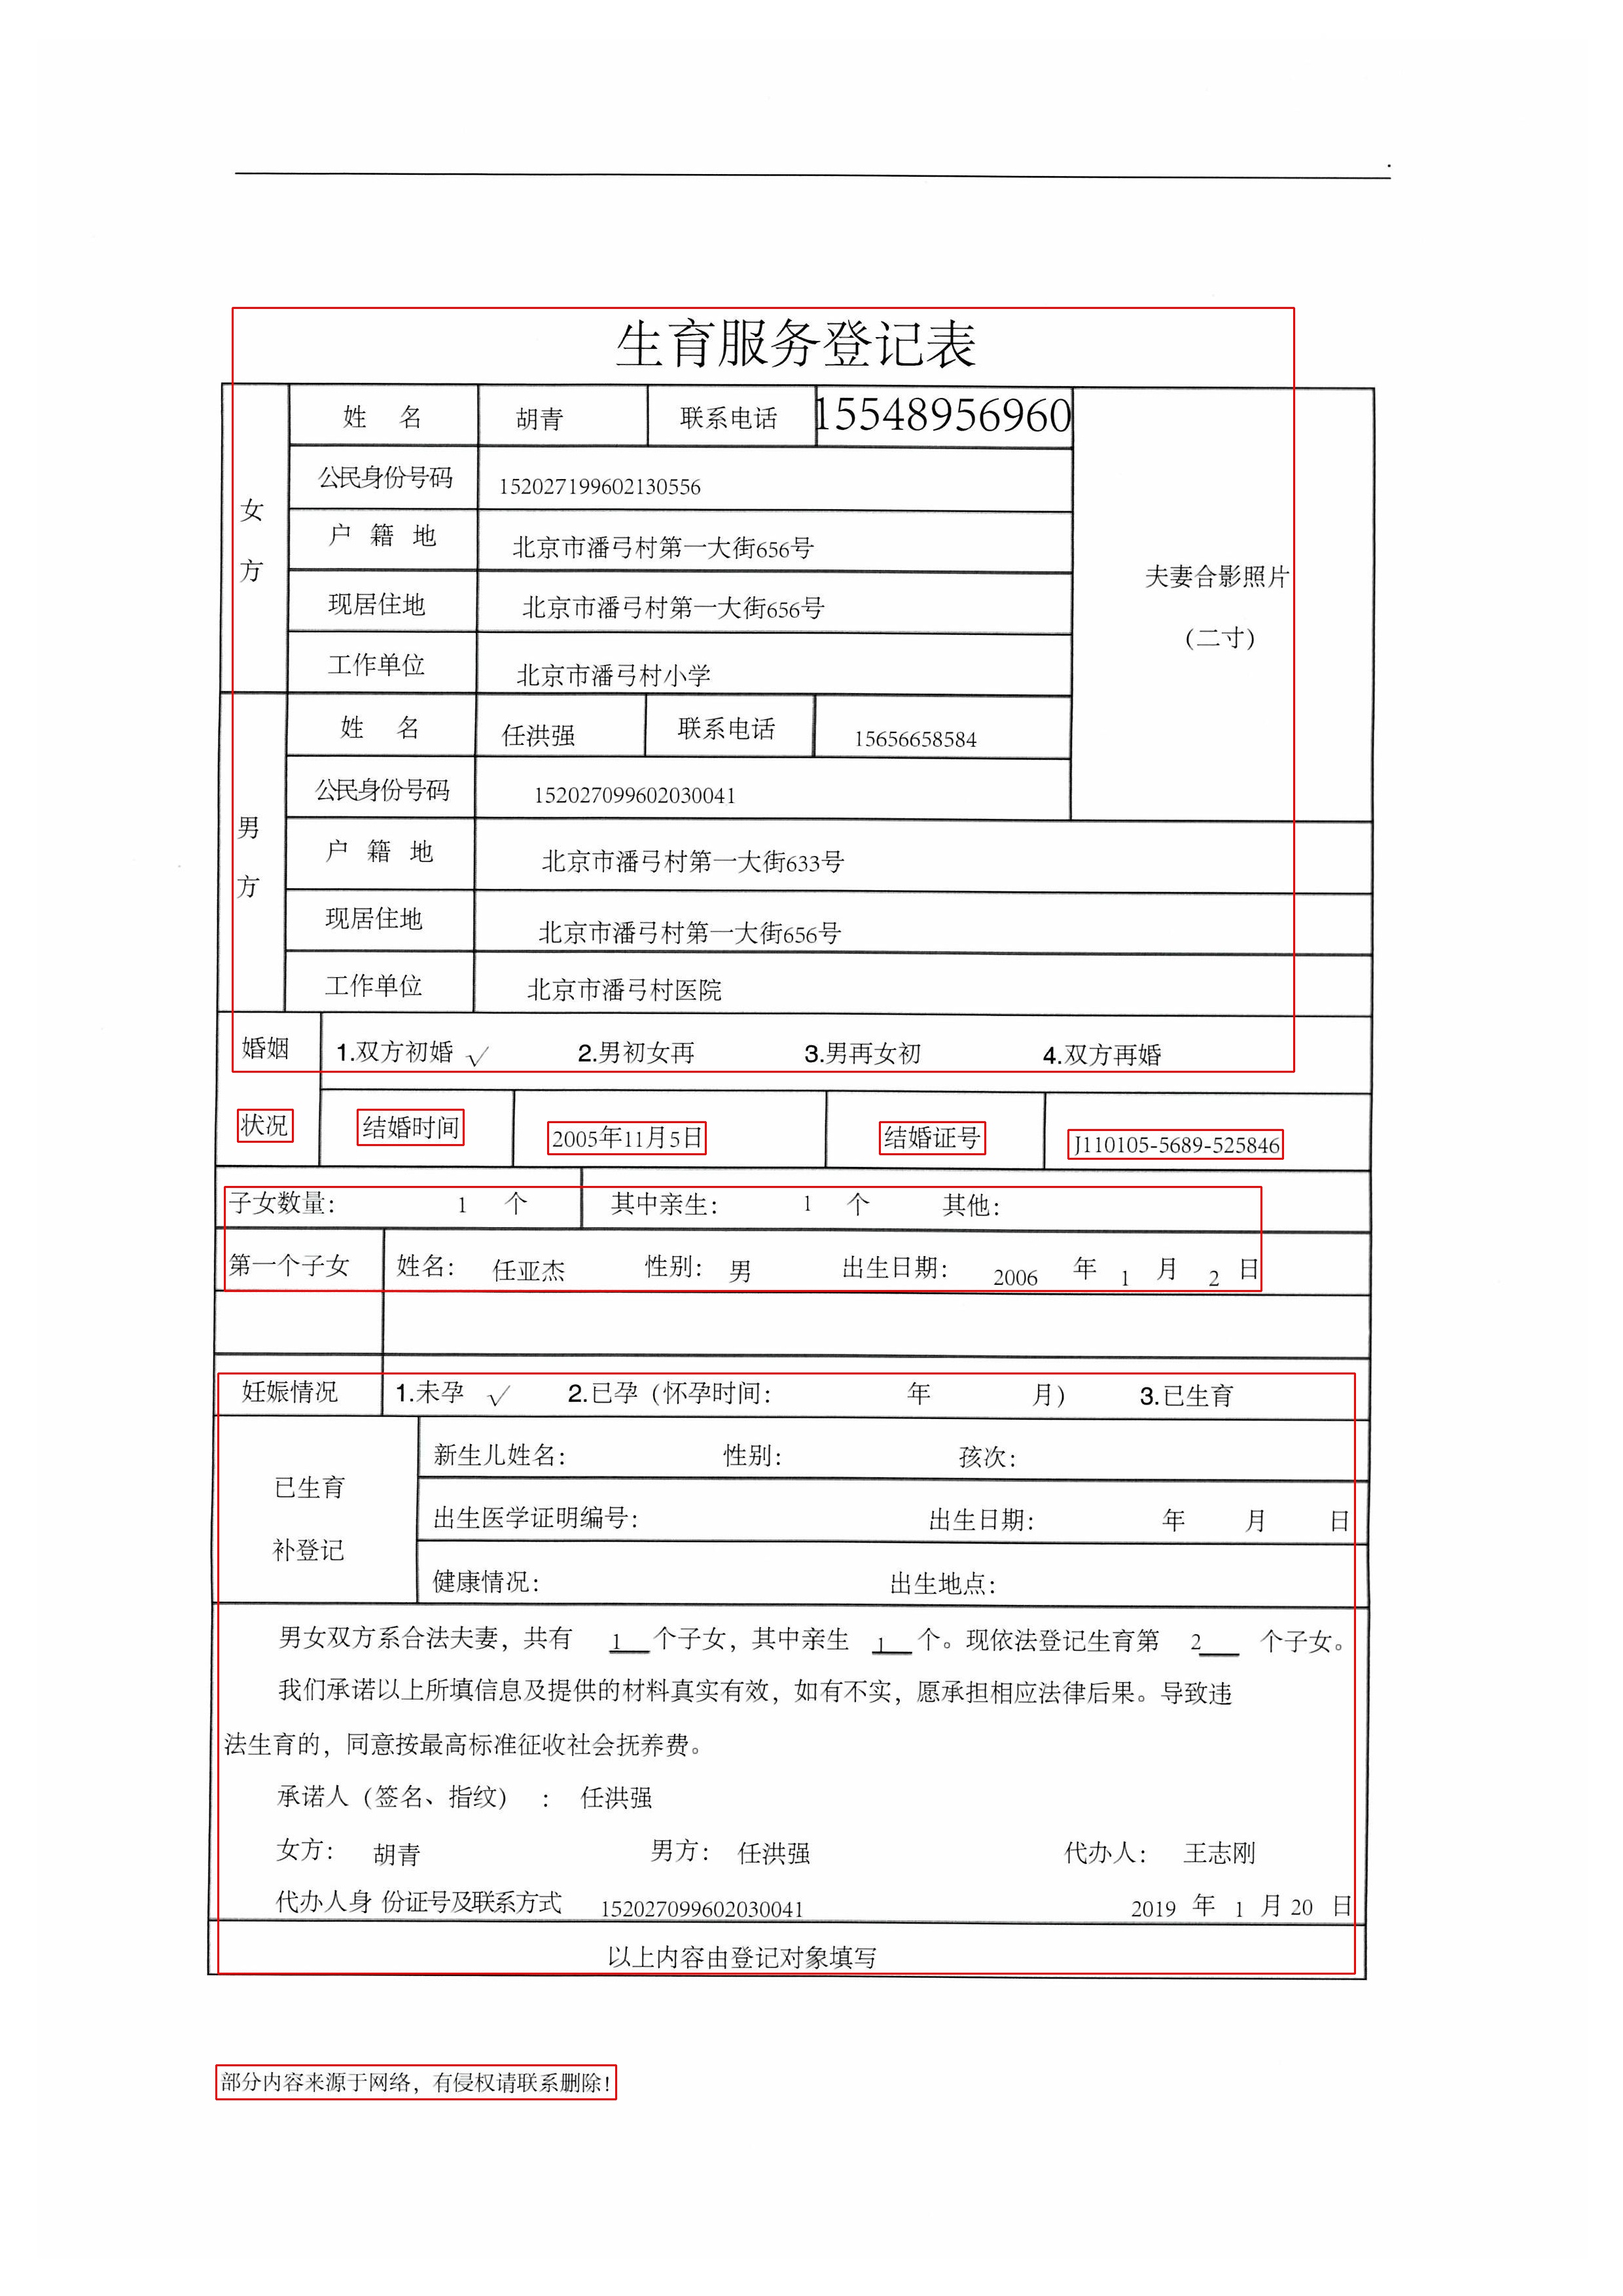 生育服务登记表
姓 名 胡青 联系电话 15548956960
公民身份号码 152027199602130556
女
户 籍 地 北京市潘弓村第一大街656号
方
夫妻合影照片
现居住地 北京市潘弓村第一大街656号
(二寸)
工作单位 北京市潘弓村小学
姓 名 任洪强 联系电话 15656658584
公民身份号码 152027099602030041
男
户 籍 地 北京市潘弓村第一大街633号
方
现居住地 北京市潘弓村第一大街656号
工作单位 北京市潘弓村医院
婚姻 1.双方初婚 √ 2.男初女再 3.男再女初 4.双方再婚
状况 结婚时间 2005年11月5日 结婚证号 J110105-5689-525846
子女数量: 1 个 其中亲生: 1 个 其他:
第一个子女 姓名: 任亚杰 性别: 男 出生日期: 2006 年 1 月 2 日
妊娠情况 1.未孕 √ 2.已孕（怀孕时间: 年 月） 3.已生育
新生儿姓名: 性别: 孩次:
已生育
出生医学证明编号: 出生日期: 年 月 日
补登记
健康情况: 出生地点:
男女双方系合法夫妻，共有 1 个子女，其中亲生 1 个。现依法登记生育第 2 个子女。
我们承诺以上所填信息及提供的材料真实有效，如有不实，愿承担相应法律后果。导致违
法生育的，同意按最高标准征收社会抚养费。
承诺人（签名、指纹） : 任洪强
女方: 胡青 男方: 任洪强 代办人: 王志刚
代办人身 份证号及联系方式 152027099602030041 2019 年 1 月 20 日
以上内容由登记对象填写
部分内容来源于网络，有侵权请联系删除!